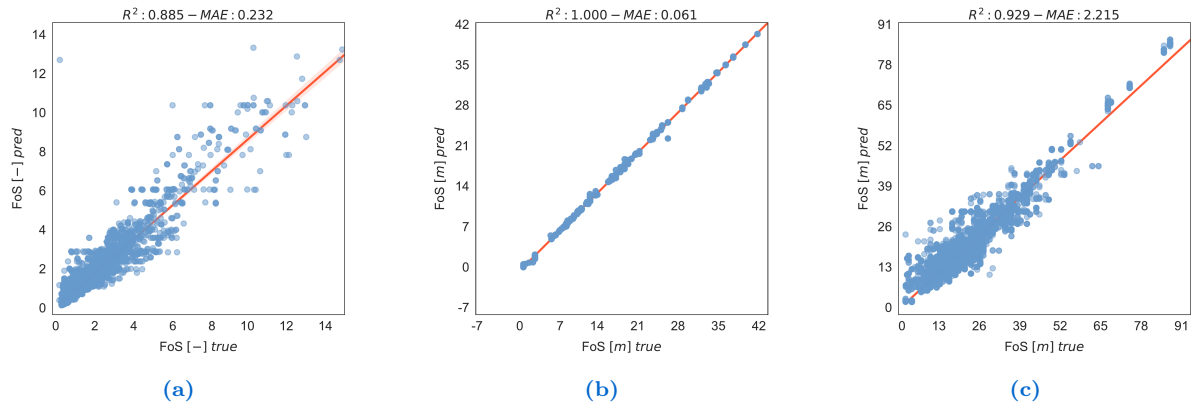 R² : 0.885 − MAE : 0.232
14
12
10
8
6
4
2
0
FoS [−] pred
0 2 4 6 8 10 12 14
FoS [−] true
(a)
R² : 1.000 − MAE : 0.061
42
35
28
21
14
7
0
-7
FoS [m] pred
-7 0 7 14 21 28 35 42
FoS [m] true
(b)
R² : 0.929 − MAE : 2.215
91
78
65
52
39
26
13
0
FoS [m] pred
0 13 26 39 52 65 78 91
FoS [m] true
(c)